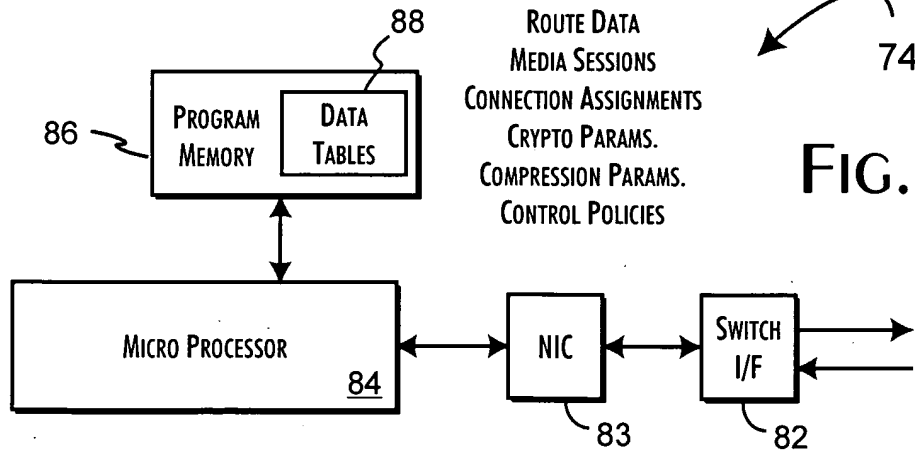 88
ROUTE DATA
MEDIA SESSIONS
CONNECTION ASSIGNMENTS
CRYPTO PARAMS.
COMPRESSION PARAMS.
CONTROL POLICIES
74
FIG.
86
PROGRAM
MEMORY
DATA
TABLES
MICRO PROCESSOR
84
NIC
83
SWITCH
I/F
82